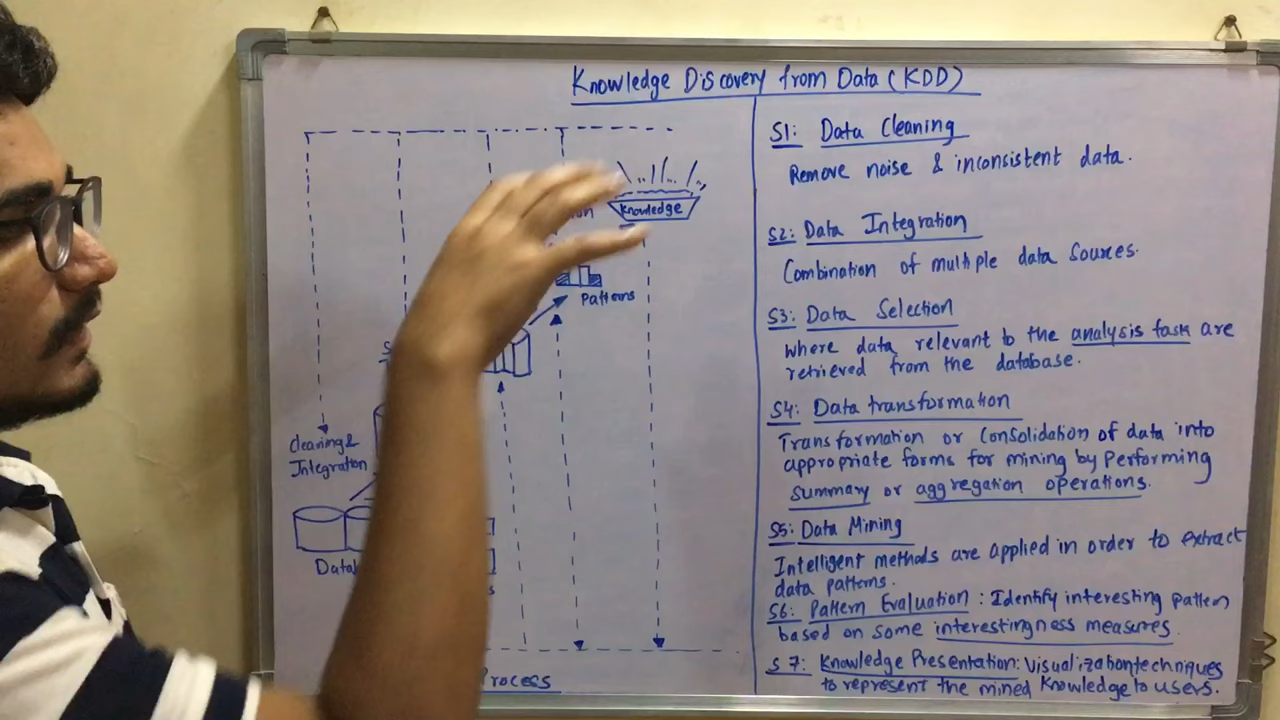 Knowledge Discovery from Data (KDD)
Knowledge
Patterns
Cleaning &
Integration
S1: Data Cleaning
Remove noise & inconsistent data.
S2: Data Integration
Combination of multiple data sources.
S3: Data Selection
where data relevant to the analysis task are
retrieved from the database.
S4: Data transformation
Transformation or Consolidation of data into
appropriate forms for mining by performing
summary or aggregation operations.
S5: Data Mining
Intelligent methods are applied in order to extract
data patterns.
S6: Pattern Evaluation: Identify interesting pattern
based on some interestingness measures.
S7: Knowledge Presentation: Visualization techniques
to represent the mined knowledge to users.